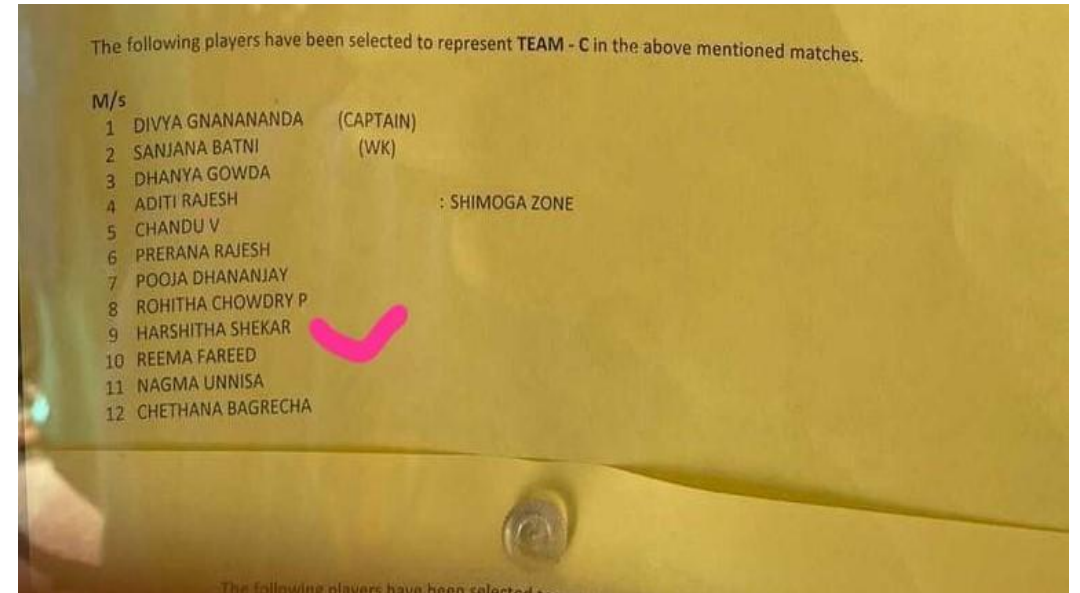 The following players have been selected to represent TEAM - C in the above mentioned matches.
M/s
1 DIVYA GNANANANDA (CAPTAIN)
2 SANJANA BATNI (WK)
3 DHANYA GOWDA
4 ADITI RAJESH : SHIMOGA ZONE
5 CHANDU V
6 PRERANA RAJESH
7 POOJA DHANANJAY
8 ROHITHA CHOWDRY P
9 HARSHITHA SHEKAR
10 REEMA FAREED
11 NAGMA UNNISA
12 CHETHANA BAGRECHA
The following players have been selected